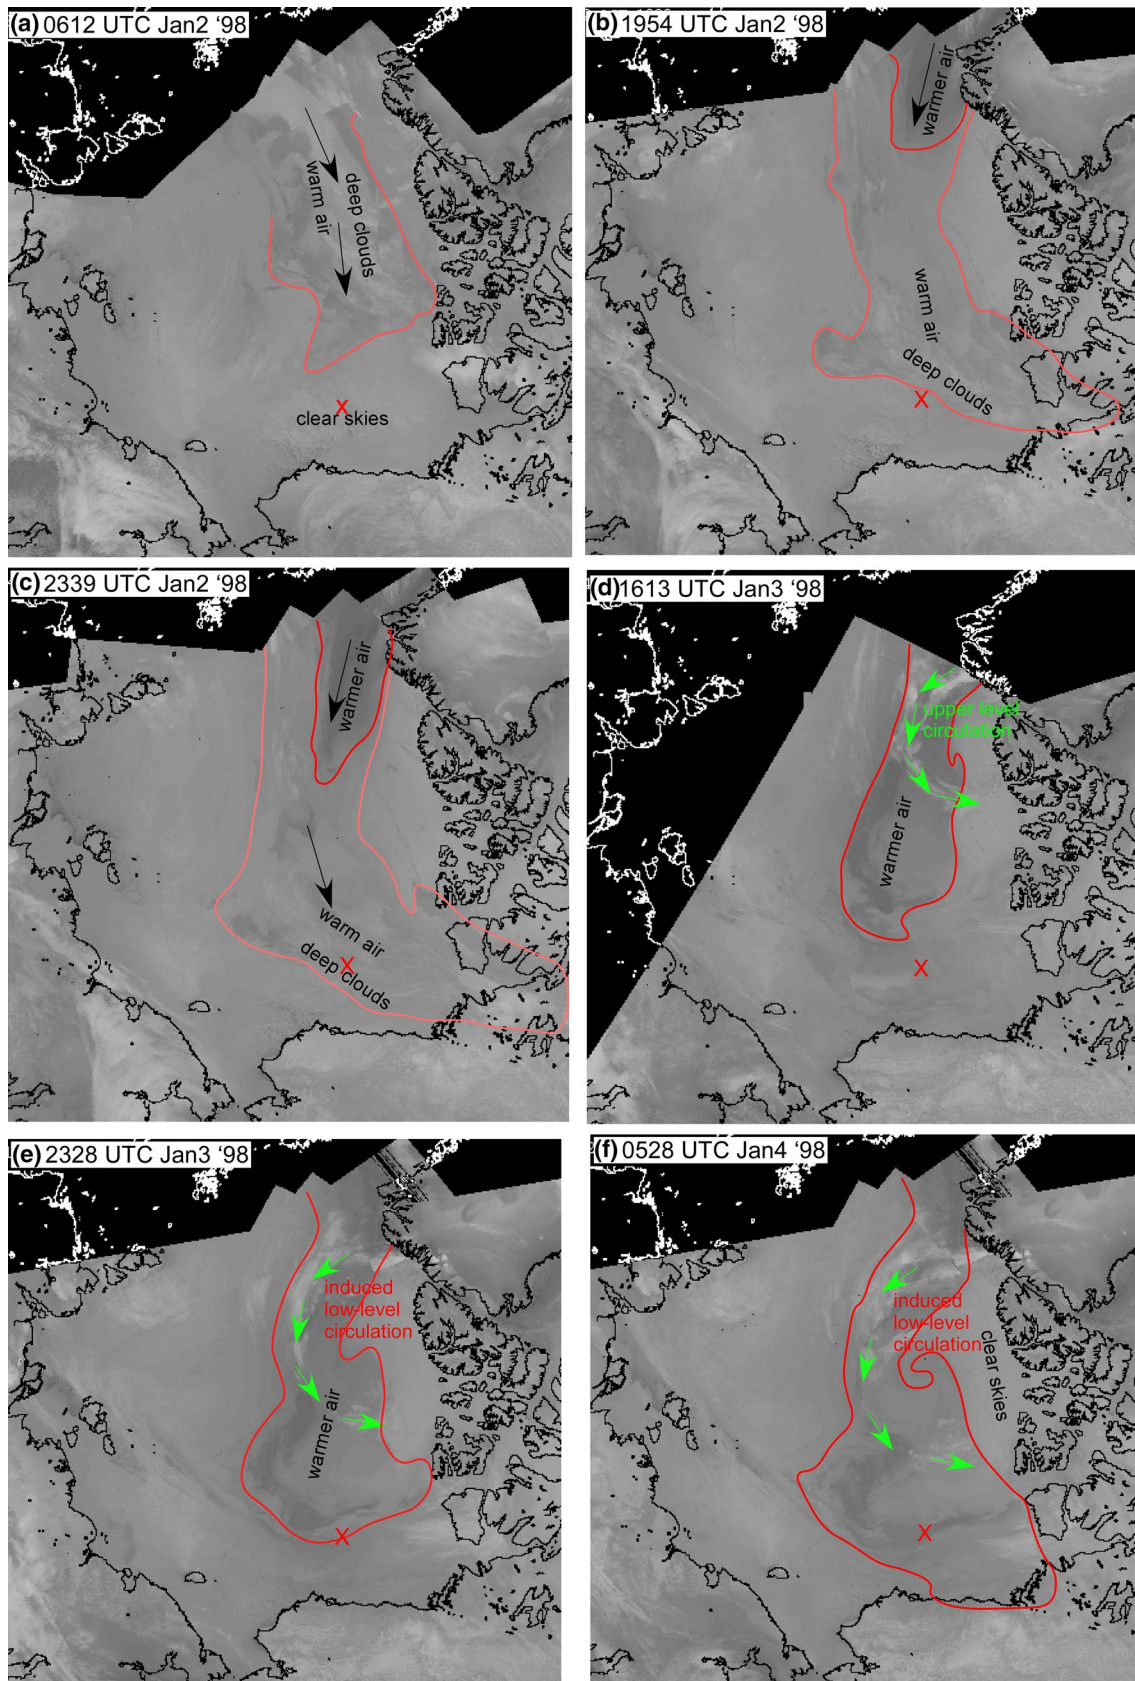 (a) 0612 UTC Jan2 '98
deep clouds
warm air
X
clear skies
(b) 1954 UTC Jan2 '98
warmer air
warm air
deep clouds
X
(c) 2339 UTC Jan2 '98
warmer air
warm air
X
deep clouds
(d) 1613 UTC Jan3 '98
upper level
circulation
warmer air
X
(e) 2328 UTC Jan3 '98
induced
low-level
circulation
warmer air
X
(f) 0528 UTC Jan4 '98
induced
low-level
circulation
clear skies
X